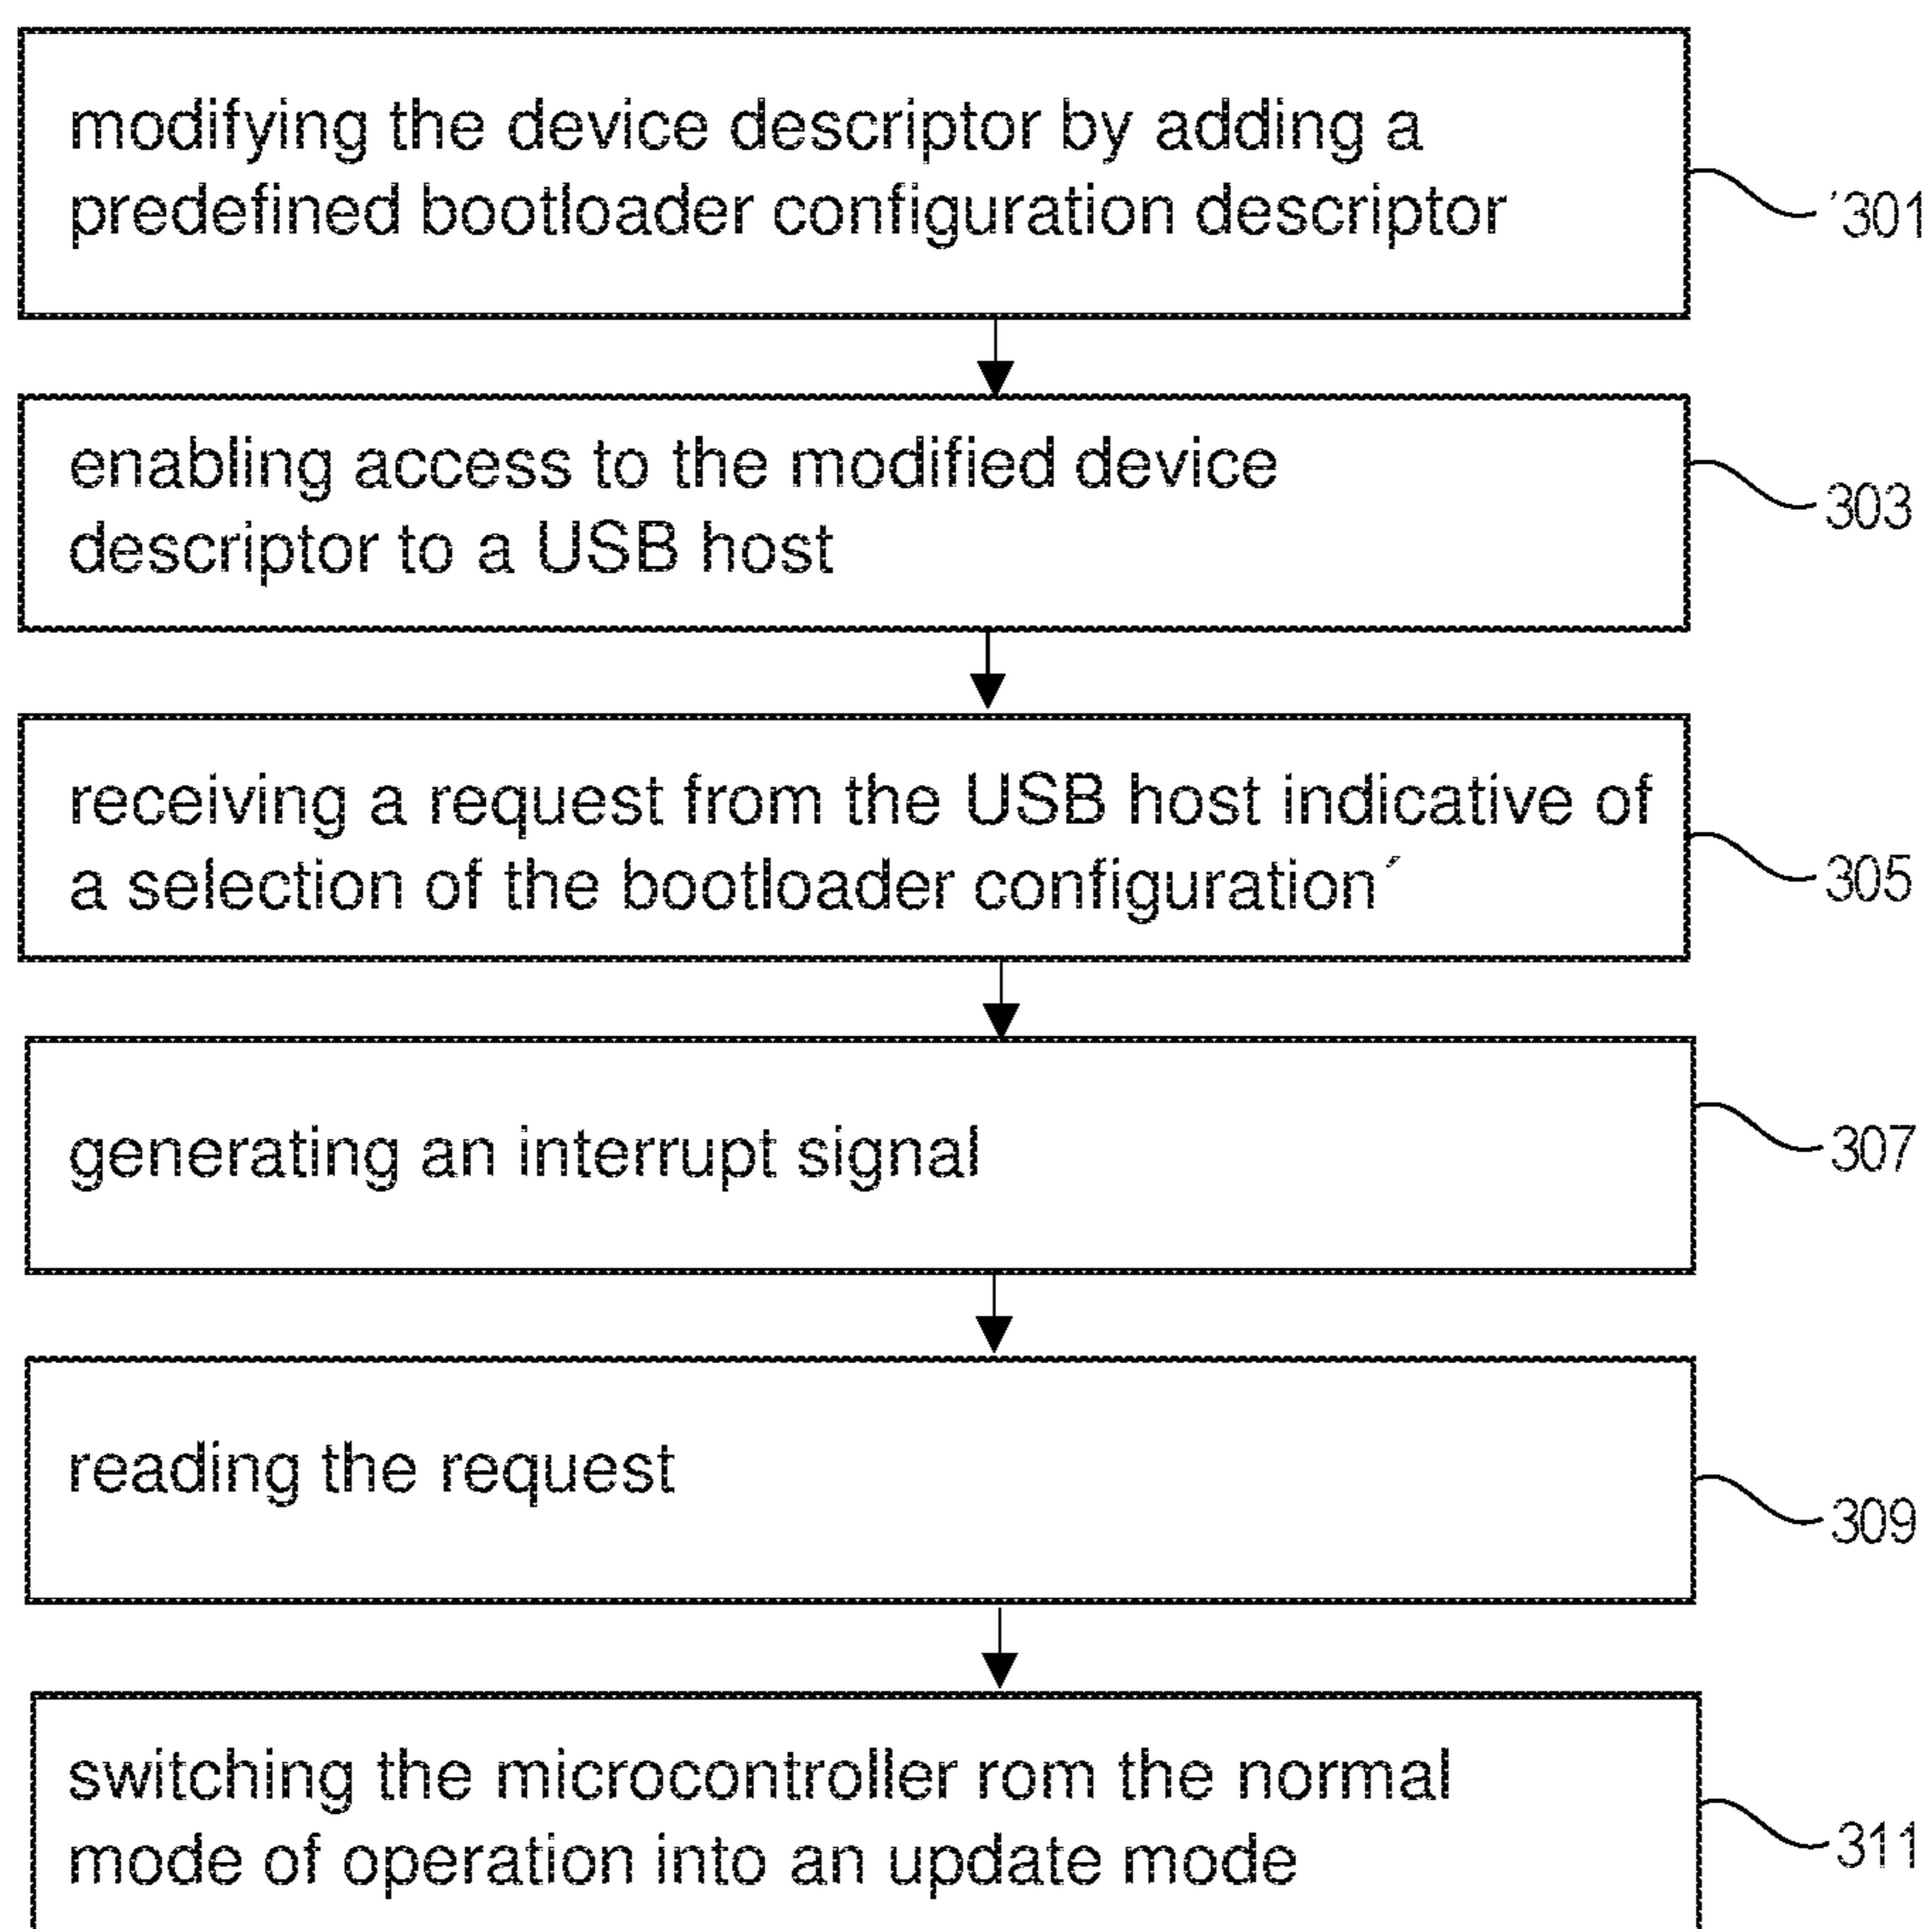 modifying the device descriptor by adding a
predefined bootloader configuration descriptor
´301
enabling access to the modified device
descriptor to a USB host
303
receiving a request from the USB host indicative of
a selection of the bootloader configuration´
305
generating an interrupt signal
307
reading the request
309
switching the microcontroller rom the normal
mode of operation into an update mode
311